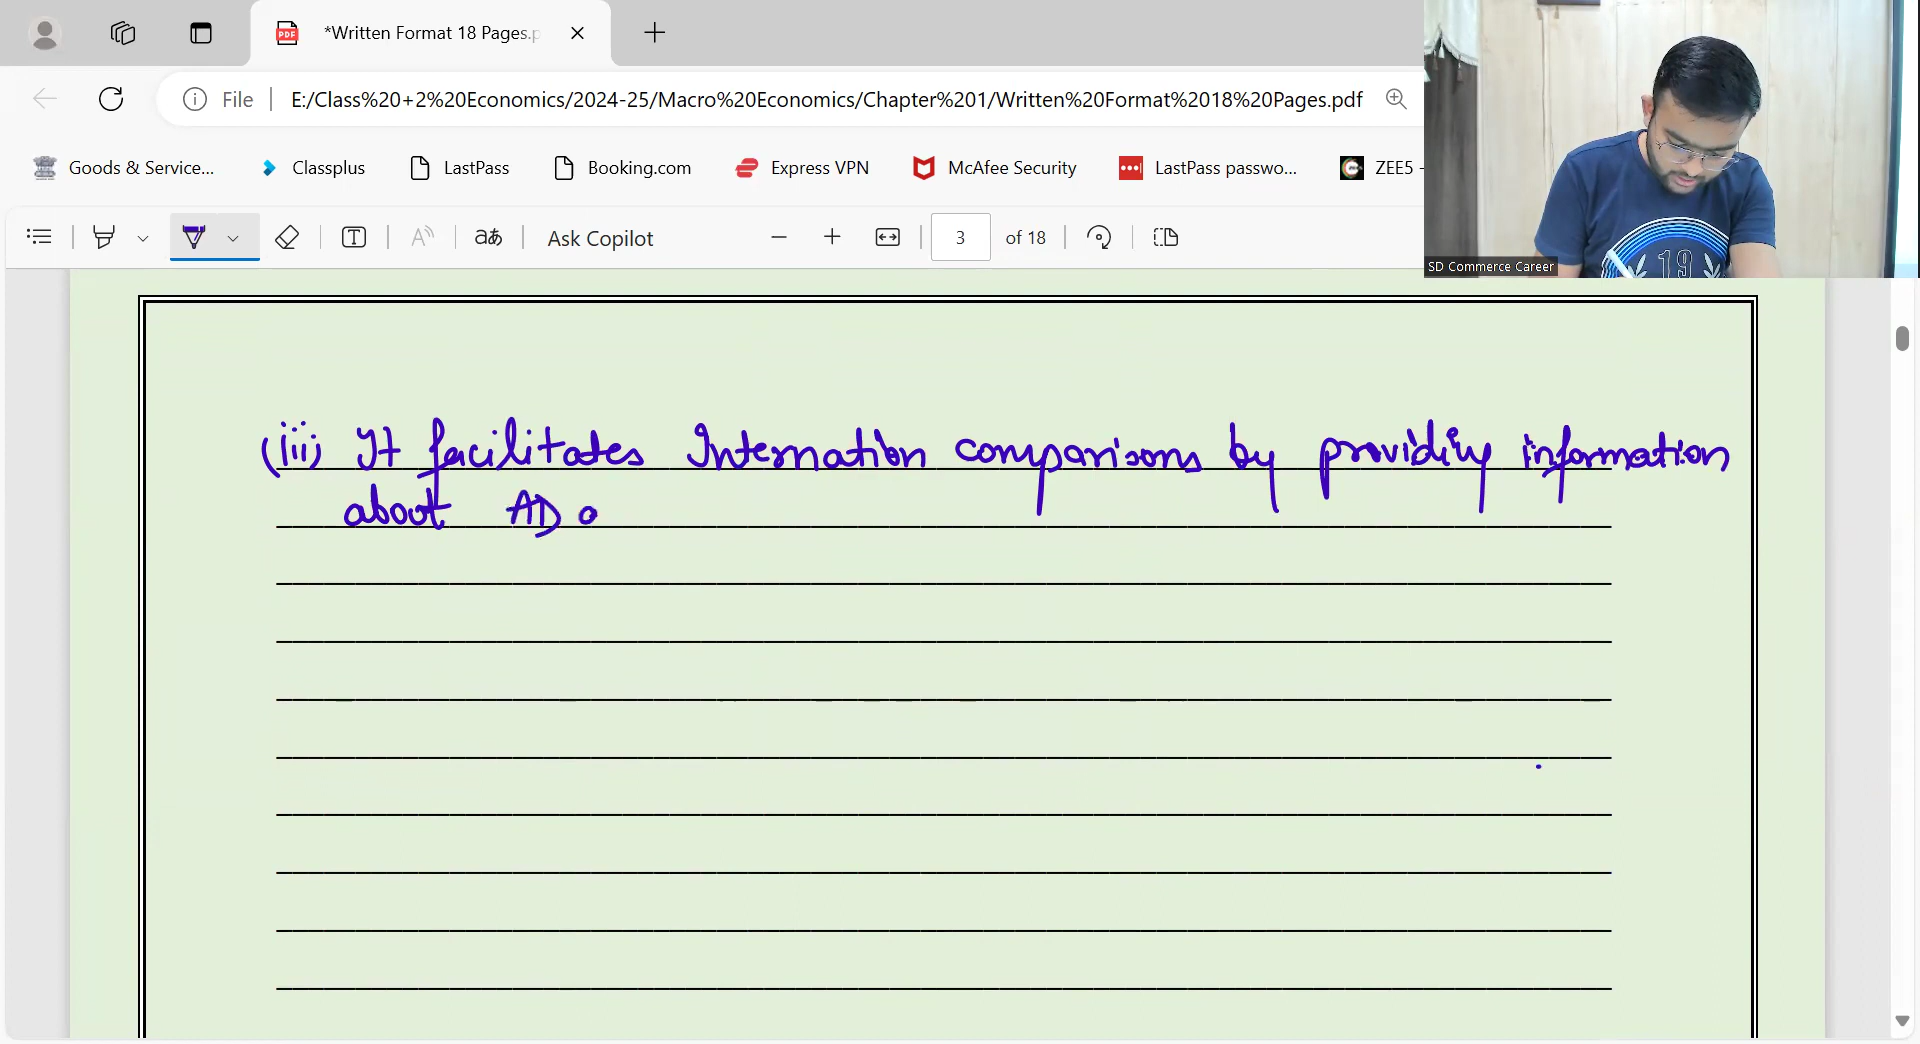 *Written Format 18 Pages.p
File
E:/Class%20+2%20Economics/2024-25/Macro%20Economics/Chapter%201/Written%20Format%2018%20Pages.pdf
Goods & Service... Classplus LastPass Booking.com Express VPN McAfee Security LastPass passwo... ZEE5 -
Ask Copilot 3 of 18
SD Commerce Career
19
(iii) It facilitates Internation comparisons by providing information
about AD o